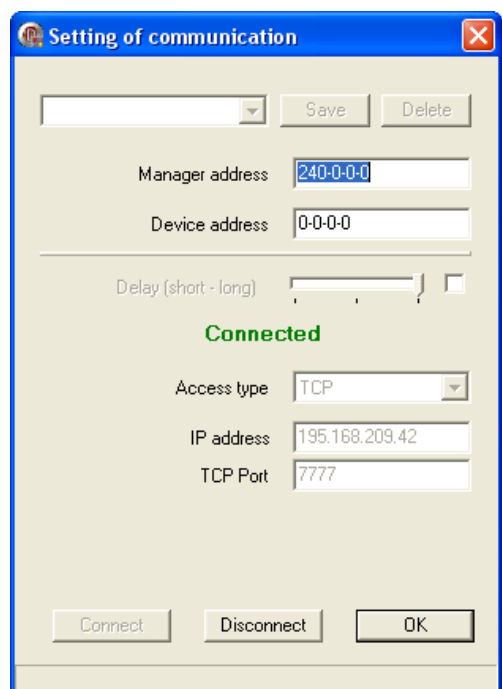 Setting of communication
Save Delete
Manager address 240-0-0-0
Device address 0-0-0-0
Delay (short - long)
Connected
Access type TCP
IP address 195.168.209.42
TCP Port 7777
Connect Disconnect OK